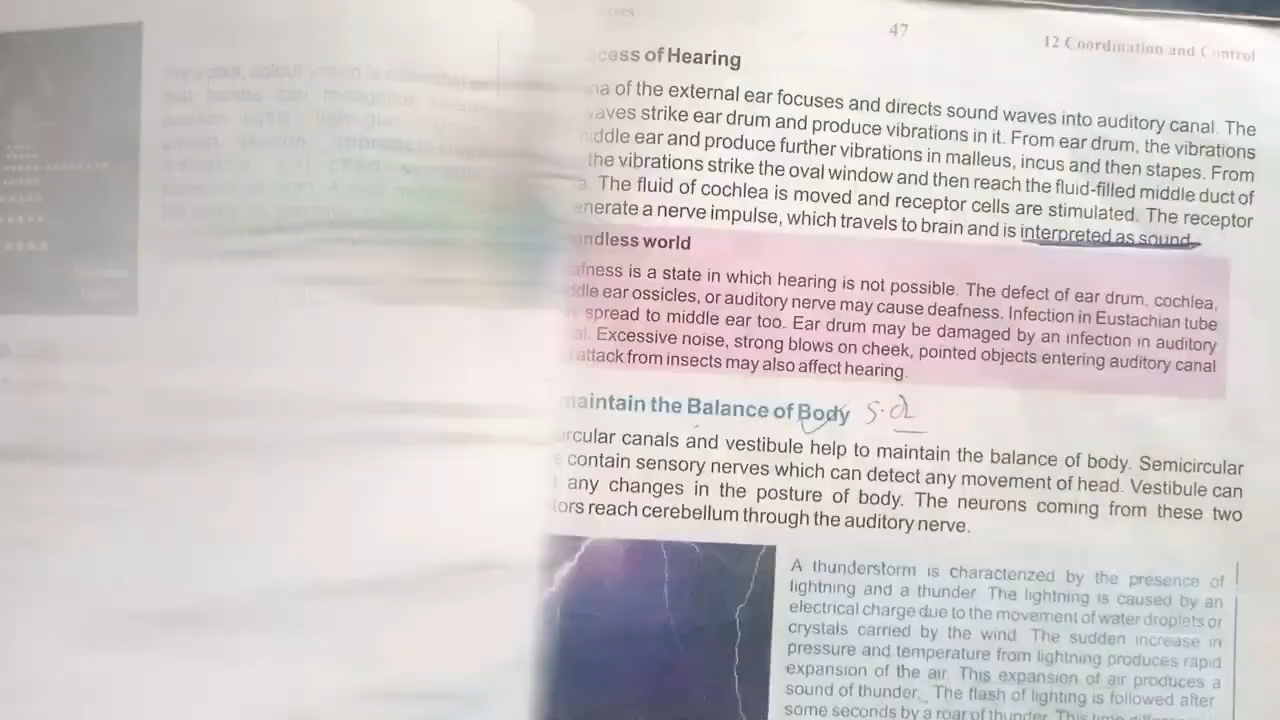 47
12 Coordination and Control
of Hearing
of the external ear focuses and directs sound waves into auditory canal. The
strike ear drum and produce vibrations in it. From ear drum, the vibrations
ear and produce further vibrations in malleus, incus and then stapes. From
the vibrations strike the oval window and then reach the fluid-filled middle duct of
The fluid of cochlea is moved and receptor cells are stimulated. The receptor
a nerve impulse, which travels to brain and is interpreted as sound.
world
is a state in which hearing is not possible. The defect of ear drum, cochlea,
ear ossicles, or auditory nerve may cause deafness. Infection in Eustachian tube
spread to middle ear too. Ear drum may be damaged by an infection in auditory
Excessive noise, strong blows on cheek, pointed objects entering auditory canal
attack from insects may also affect hearing.
maintain the Balance of Body
canals and vestibule help to maintain the balance of body. Semicircular
contain sensory nerves which can detect any movement of head. Vestibule can
any changes in the posture of body. The neurons coming from these two
reach cerebellum through the auditory nerve.
A thunderstorm is characterized by the presence of
lightning and a thunder. The lightning is caused by an
electrical charge due to the movement of water droplets or
crystals carried by the wind. The sudden increase in
pressure and temperature from lightning produces rapid
expansion of the air. This expansion of air produces a
sound of thunder. The flash of lighting is followed after
some seconds by a roar of thunder. This time